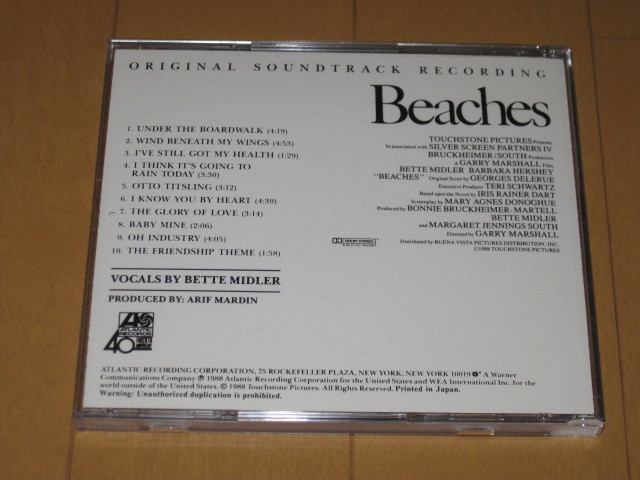 ORIGINAL SOUNDTRACK RECORDING
Beaches
1. UNDER THE BOARDWALK (4:19)
2. WIND BENEATH MY WINGS (4:53)
3. I'VE STILL GOT MY HEALTH (1:29)
4. I THINK IT'S GOING TO
RAIN TODAY (3:30)
5. OTTO TITSLING (3:12)
6. I KNOW YOU BY HEART (4:39)
7. THE GLORY OF LOVE (3:14)
8. BABY MINE (2:06)
9. OH INDUSTRY (4:05)
10. THE FRIENDSHIP THEME (1:58)
VOCALS BY BETTE MIDLER
PRODUCED BY: ARIF MARDIN
TOUCHSTONE PICTURES Presents
In association with SILVER SCREEN PARTNERS IV
A BRUCKHEIMER/SOUTH Production
A GARRY MARSHALL Film
BETTE MIDLER BARBARA HERSHEY
"BEACHES" Original Score by GEORGES DELERUE
Executive Producer TERI SCHWARTZ
Based upon the Novel by IRIS RAINER DART
Screenplay by MARY AGNES DONOGHUE
Produced by BONNIE BRUCKHEIMER-MARTELL
BETTE MIDLER
and MARGARET JENNINGS SOUTH
Directed by GARRY MARSHALL
DOLBY STEREO
Distributed by BUENA VISTA PICTURES DISTRIBUTION, INC.
©1988 TOUCHSTONE PICTURES
ATLANTIC
RECORDS
40
ATLANTIC RECORDING CORPORATION, 75 ROCKEFELLER PLAZA, NEW YORK, NEW YORK 10019 A Warner
Communications Company ℗ 1988 Atlantic Recording Corporation for the United States and WEA International Inc. for the
world outside of the United States. © 1988 Touchstone Pictures. All Rights Reserved. Printed in Japan.
Warning: Unauthorized duplication is prohibited.